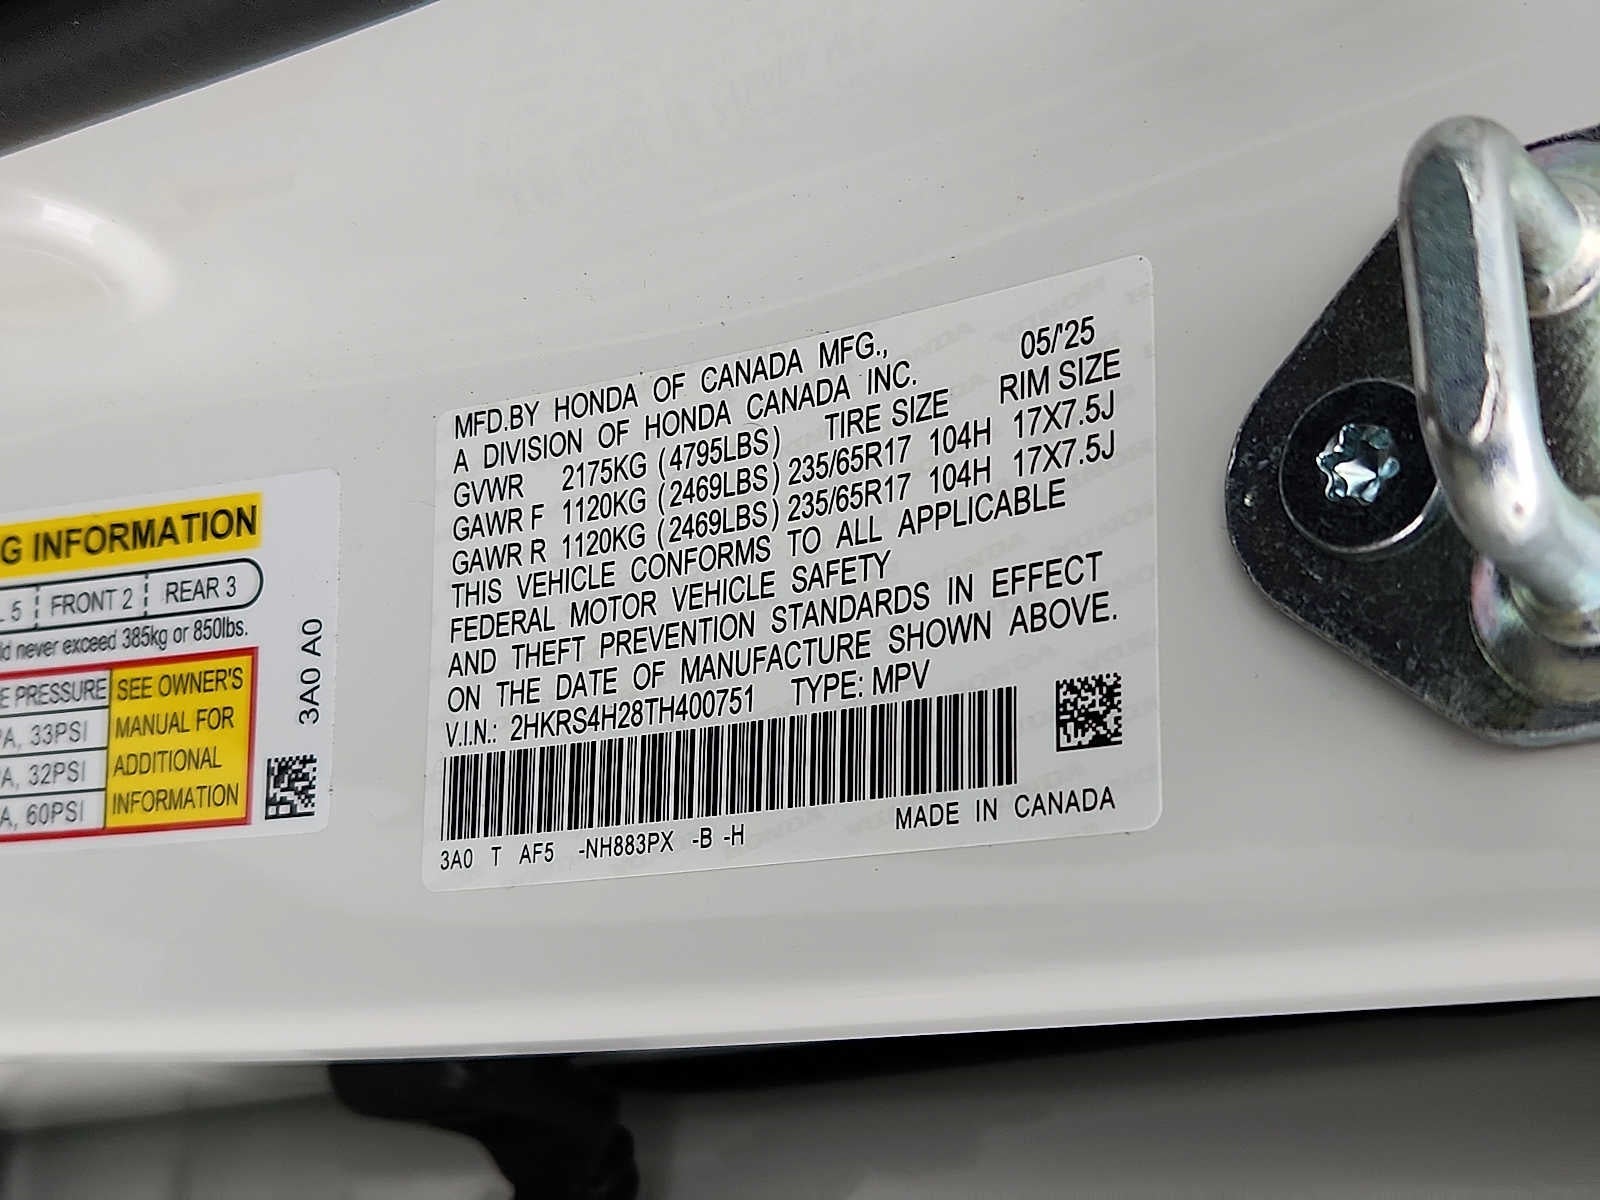 G INFORMATION
L 5 FRONT 2 REAR 3
ld never exceed 385kg or 850lbs.
E PRESSURE SEE OWNER'S
PA, 33PSI MANUAL FOR
PA, 32PSI ADDITIONAL
A, 60PSI INFORMATION
3A0 A0
MFD.BY HONDA OF CANADA MFG., 05/'25
A DIVISION OF HONDA CANADA INC.
GVWR 2175KG (4795LBS) TIRE SIZE RIM SIZE
GAWR F 1120KG (2469LBS) 235/65R17 104H 17X7.5J
GAWR R 1120KG (2469LBS) 235/65R17 104H 17X7.5J
THIS VEHICLE CONFORMS TO ALL APPLICABLE
FEDERAL MOTOR VEHICLE SAFETY
AND THEFT PREVENTION STANDARDS IN EFFECT
ON THE DATE OF MANUFACTURE SHOWN ABOVE.
V.I.N.: 2HKRS4H28TH400751 TYPE: MPV
MADE IN CANADA
3A0 T AF5 -NH883PX -B -H